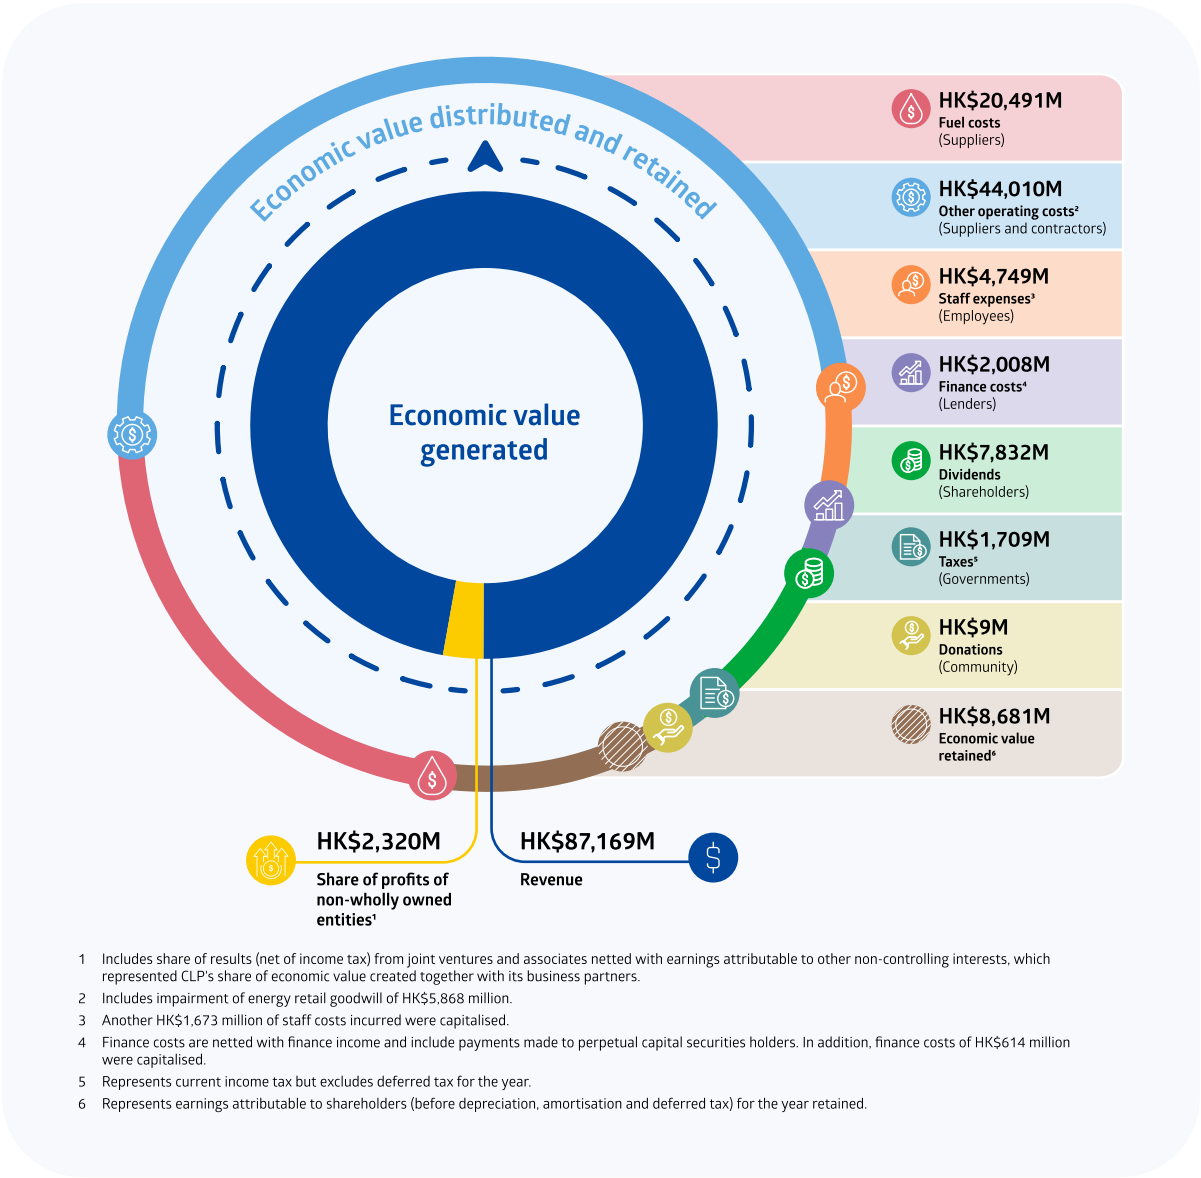 Economic value distributed and retained
Economic value
generated
HK$20,491M
Fuel costs
(Suppliers)
HK$44,010M
Other operating costs²
(Suppliers and contractors)
HK$4,749M
Staff expenses³
(Employees)
HK$2,008M
Finance costs⁴
(Lenders)
HK$7,832M
Dividends
(Shareholders)
HK$1,709M
Taxes⁵
(Governments)
HK$9M
Donations
(Community)
HK$8,681M
Economic value
retained⁶
HK$2,320M
Share of profits of
non-wholly owned
entities¹
HK$87,169M
Revenue
1 Includes share of results (net of income tax) from joint ventures and associates netted with earnings attributable to other non-controlling interests, which
represented CLP's share of economic value created together with its business partners.
2 Includes impairment of energy retail goodwill of HK$5,868 million.
3 Another HK$1,673 million of staff costs incurred were capitalised.
4 Finance costs are netted with finance income and include payments made to perpetual capital securities holders. In addition, finance costs of HK$614 million
were capitalised.
5 Represents current income tax but excludes deferred tax for the year.
6 Represents earnings attributable to shareholders (before depreciation, amortisation and deferred tax) for the year retained.